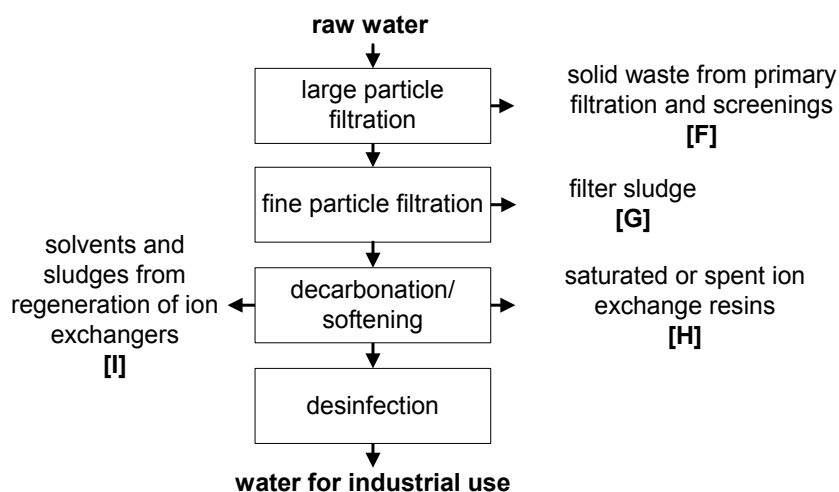 raw water
large particle
filtration
solid waste from primary
filtration and screenings
[F]
fine particle filtration
filter sludge
[G]
solvents and
sludges from
regeneration of ion
exchangers
[I]
decarbonation/
softening
saturated or spent ion
exchange resins
[H]
desinfection
water for industrial use